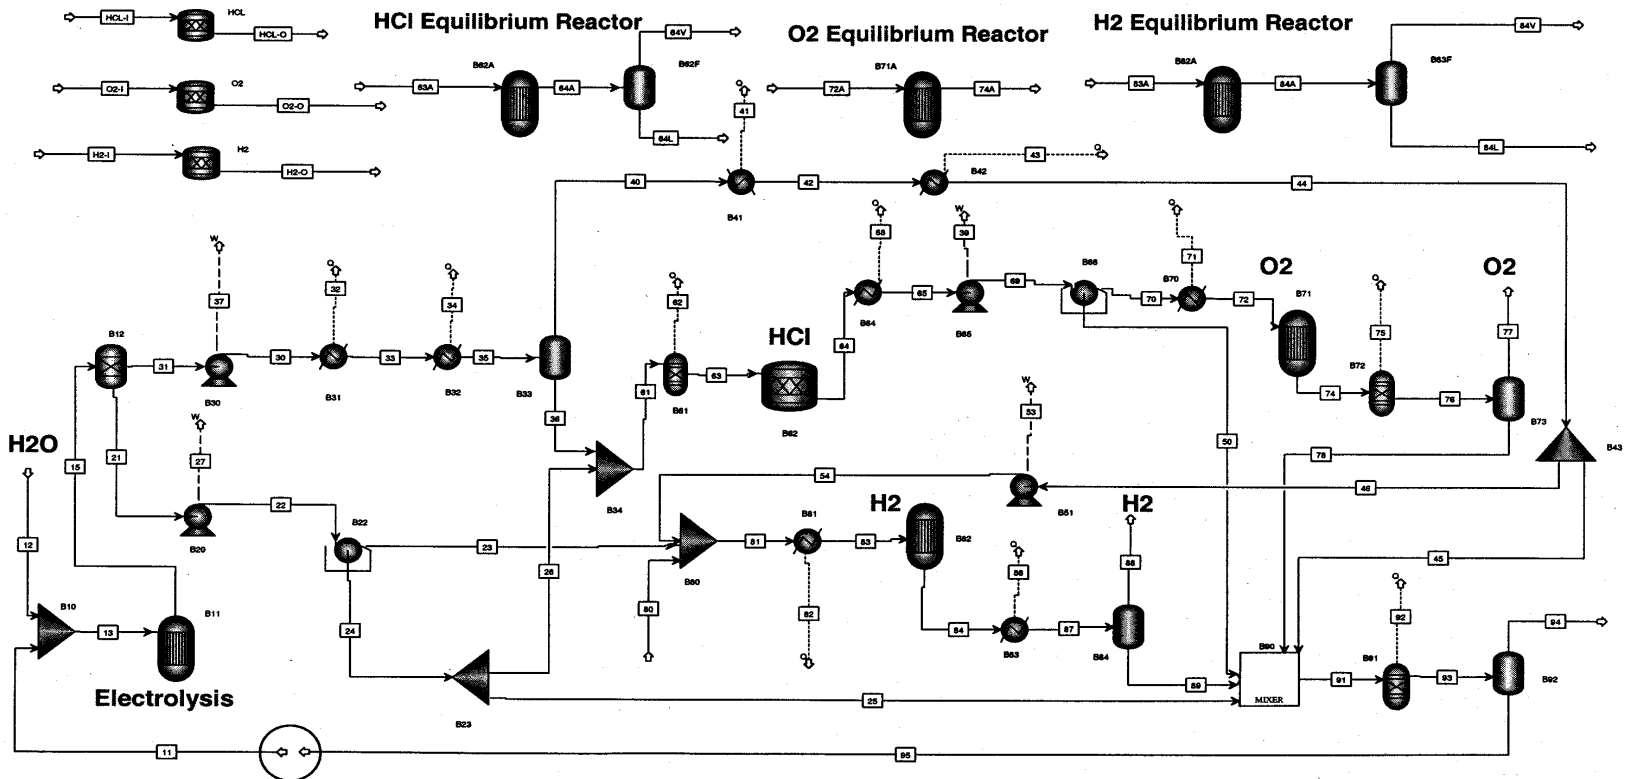 HCl Equilibrium Reactor
O2 Equilibrium Reactor
H2 Equilibrium Reactor
HCL-I
HCL
HCL-O
O2-I
O2
O2-O
H2-I
H2
H2-O
63A
B62A
64A
64V
B62F
64L
72A
B71A
74A
83A
B82A
84A
84V
B83F
84L
Q
41
40
B41
42
B42
43
Q
44
W
37
Q
32
Q
34
Q
62
Q
68
W
39
Q
71
B12
31
B30
30
B31
33
B32
35
B33
36
61
B61
63
HCl
B62
64
B64
65
B65
69
B66
70
B70
72
O2
B71
74
Q
75
B72
76
O2
77
B73
78
50
B43
46
45
H2O
12
15
21
W
27
B20
22
B22
23
24
B23
25
26
B34
54
W
53
B51
B80
80
81
B81
Q
82
83
H2
B82
84
Q
86
B83
87
H2
88
B84
89
B90
MIXER
91
Q
92
B91
93
94
B92
95
B10
13
B11
Electrolysis
11